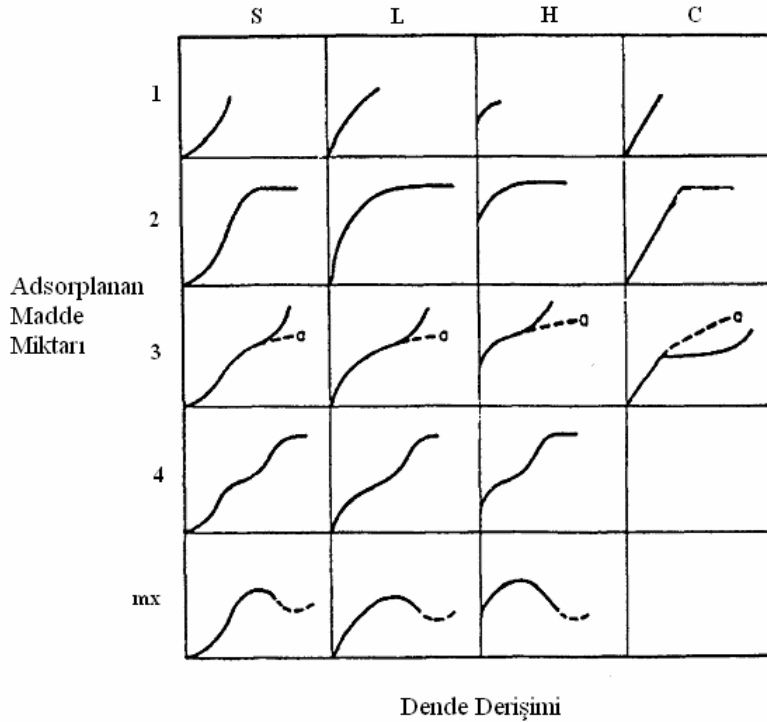 S L H C
1
2
Adsorplanan
Madde
Miktarı
3
a a a a
4
mx
Dende Derişimi